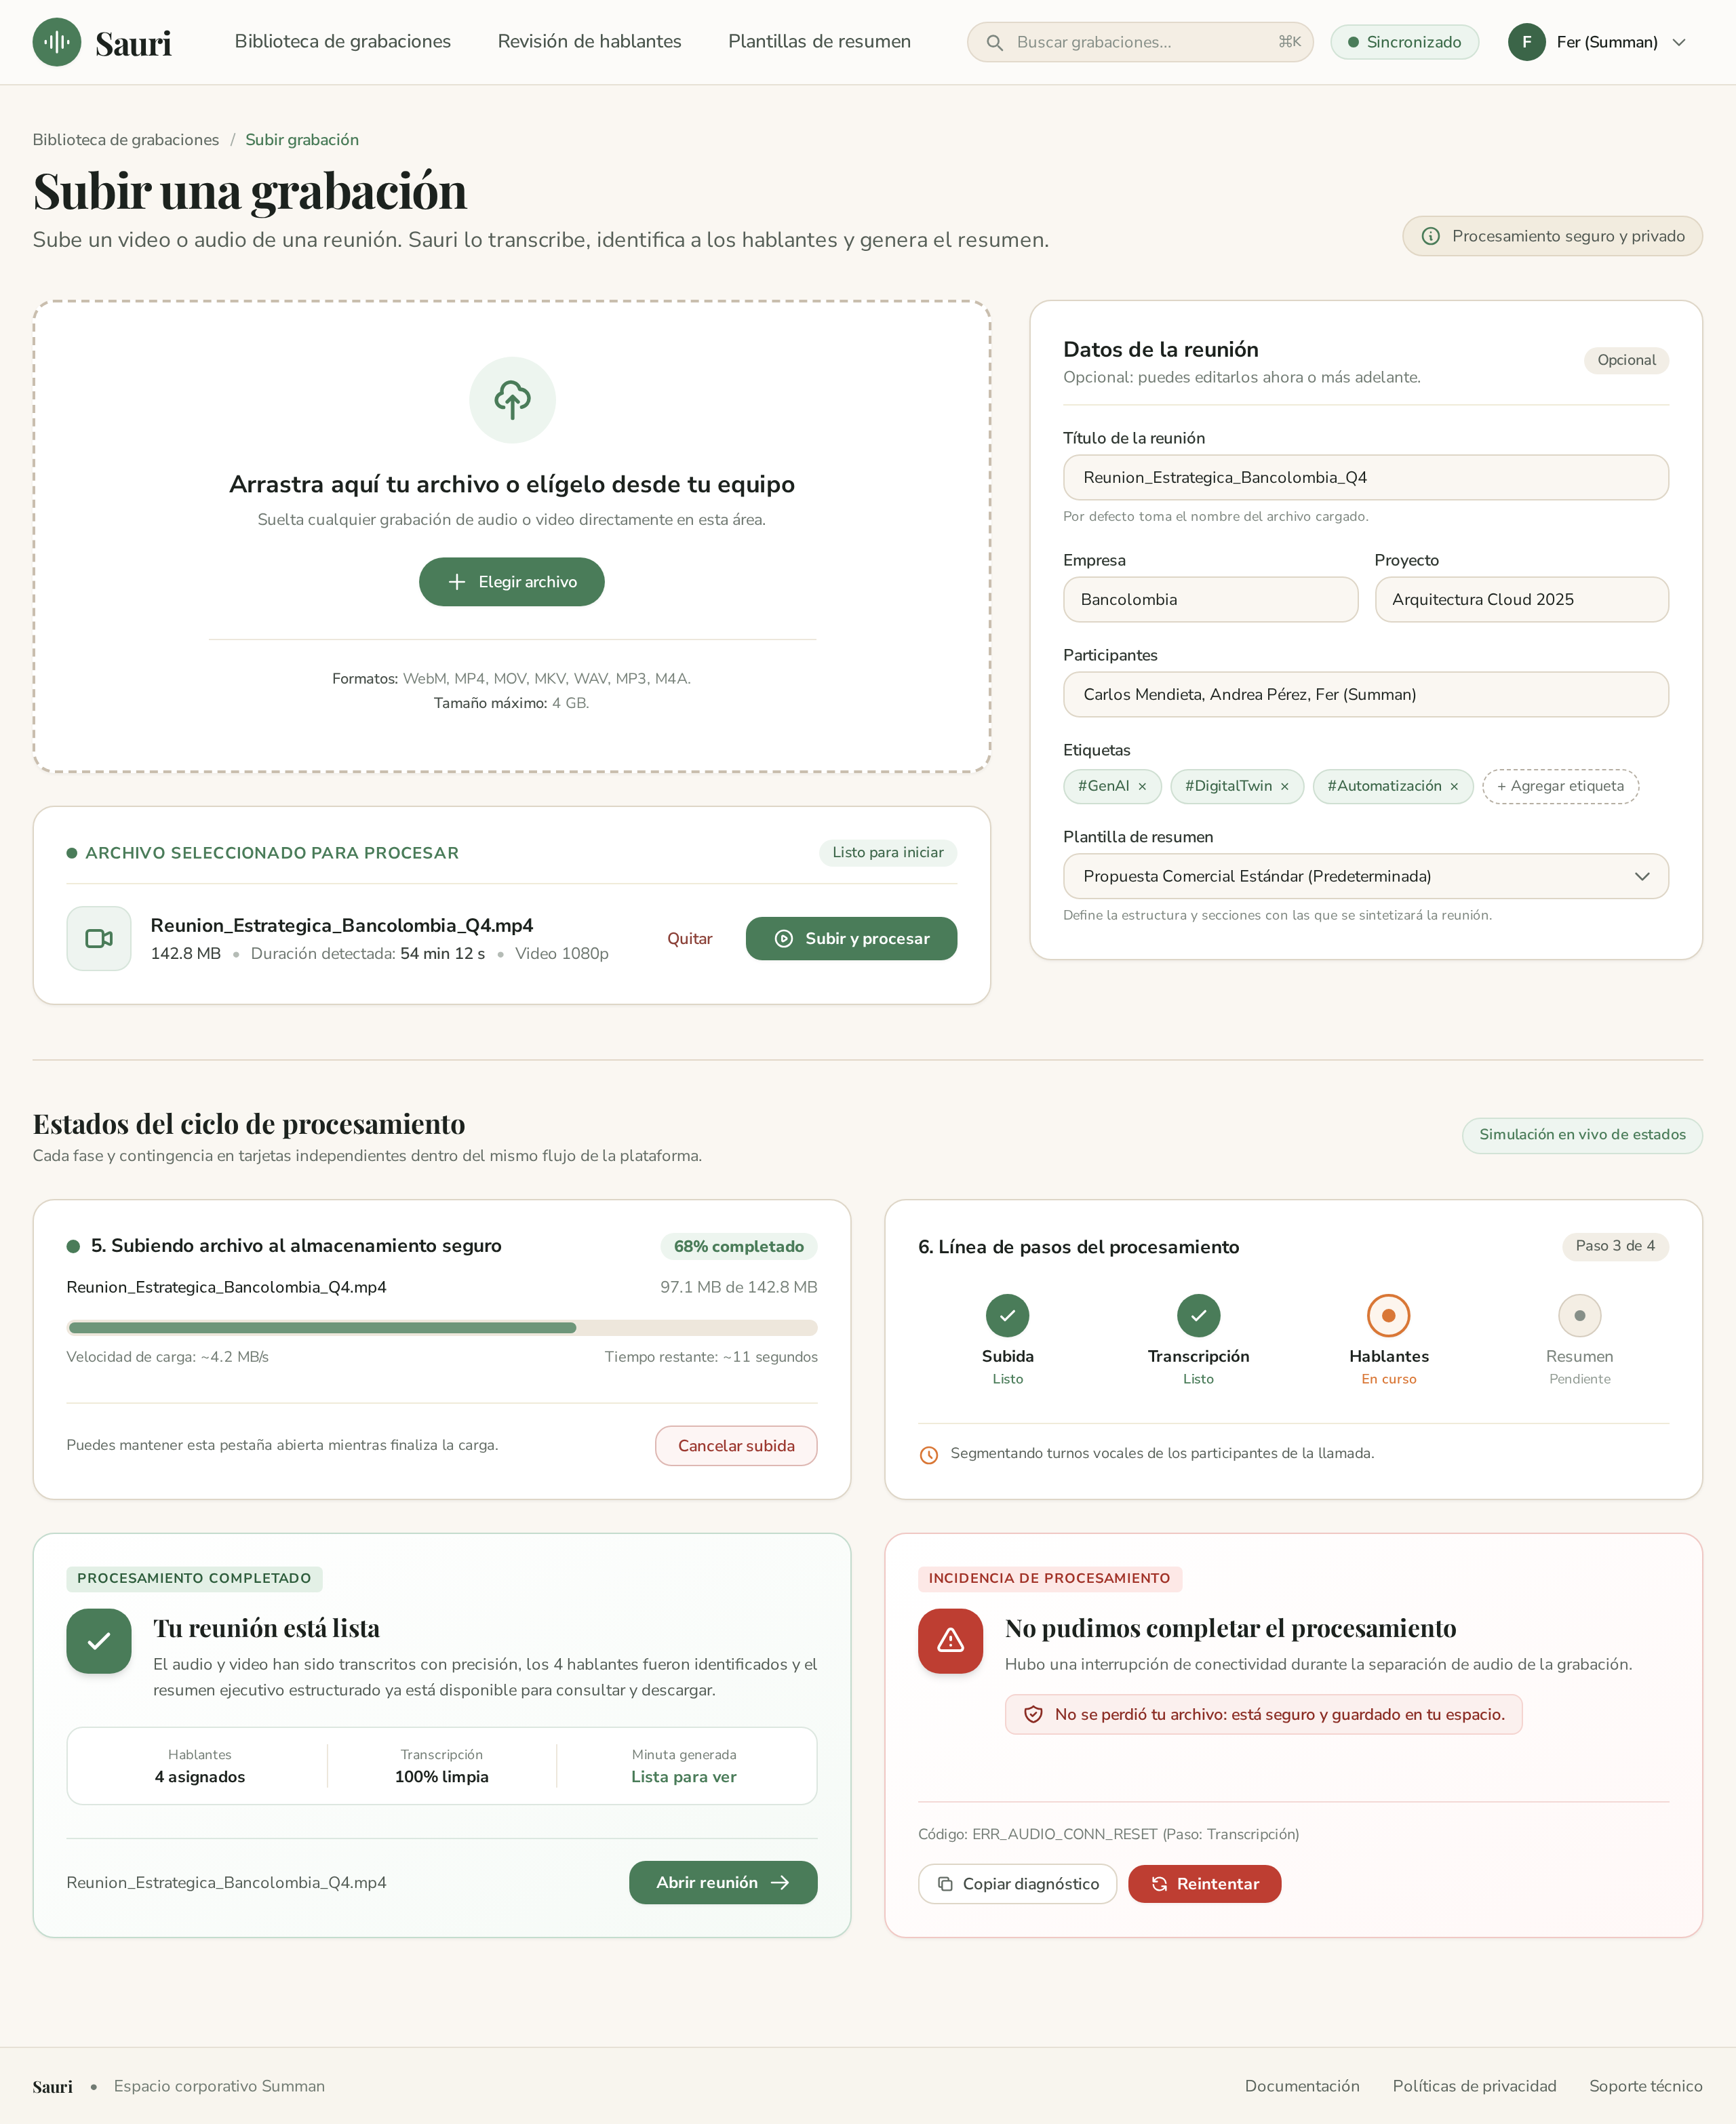 Sauri
Biblioteca de grabaciones
Revisión de hablantes
Plantillas de resumen
Buscar grabaciones...
⌘K
Sincronizado
F
Fer (Summan)
Biblioteca de grabaciones / Subir grabación
Subir una grabación
Sube un video o audio de una reunión. Sauri lo transcribe, identifica a los hablantes y genera el resumen.
Procesamiento seguro y privado
Arrastra aquí tu archivo o elígelo desde tu equipo
Suelta cualquier grabación de audio o video directamente en esta área.
Elegir archivo
Formatos: WebM, MP4, MOV, MKV, WAV, MP3, M4A.
Tamaño máximo: 4 GB.
ARCHIVO SELECCIONADO PARA PROCESAR
Listo para iniciar
Reunion_Estrategica_Bancolombia_Q4.mp4
142.8 MB • Duración detectada: 54 min 12 s • Video 1080p
Quitar
Subir y procesar
Datos de la reunión
Opcional: puedes editarlos ahora o más adelante.
Opcional
Título de la reunión
Reunion_Estrategica_Bancolombia_Q4
Por defecto toma el nombre del archivo cargado.
Empresa
Bancolombia
Proyecto
Arquitectura Cloud 2025
Participantes
Carlos Mendieta, Andrea Pérez, Fer (Summan)
Etiquetas
#GenAI ×
#DigitalTwin ×
#Automatización ×
+ Agregar etiqueta
Plantilla de resumen
Propuesta Comercial Estándar (Predeterminada)
Define la estructura y secciones con las que se sintetizará la reunión.
Estados del ciclo de procesamiento
Cada fase y contingencia en tarjetas independientes dentro del mismo flujo de la plataforma.
Simulación en vivo de estados
5. Subiendo archivo al almacenamiento seguro
68% completado
Reunion_Estrategica_Bancolombia_Q4.mp4
97.1 MB de 142.8 MB
Velocidad de carga: ~4.2 MB/s
Tiempo restante: ~11 segundos
Puedes mantener esta pestaña abierta mientras finaliza la carga.
Cancelar subida
6. Línea de pasos del procesamiento
Paso 3 de 4
Subida
Listo
Transcripción
Listo
Hablantes
En curso
Resumen
Pendiente
Segmentando turnos vocales de los participantes de la llamada.
PROCESAMIENTO COMPLETADO
Tu reunión está lista
El audio y video han sido transcritos con precisión, los 4 hablantes fueron identificados y el
resumen ejecutivo estructurado ya está disponible para consultar y descargar.
Hablantes
4 asignados
Transcripción
100% limpia
Minuta generada
Lista para ver
Reunion_Estrategica_Bancolombia_Q4.mp4
Abrir reunión
INCIDENCIA DE PROCESAMIENTO
No pudimos completar el procesamiento
Hubo una interrupción de conectividad durante la separación de audio de la grabación.
No se perdió tu archivo: está seguro y guardado en tu espacio.
Código: ERR_AUDIO_CONN_RESET (Paso: Transcripción)
Copiar diagnóstico
Reintentar
Sauri • Espacio corporativo Summan
Documentación
Políticas de privacidad
Soporte técnico